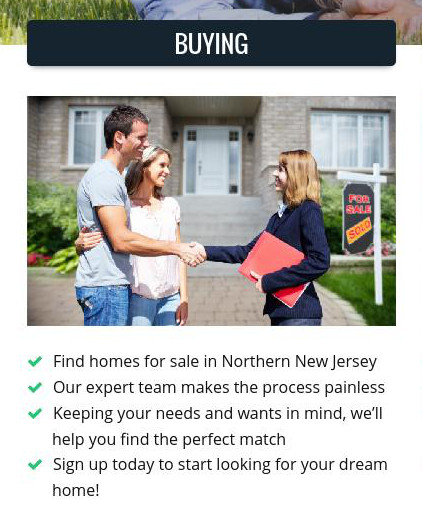 BUYING
FOR
SALE
SOLD
Find homes for sale in Northern New Jersey
Our expert team makes the process painless
Keeping your needs and wants in mind, we’ll
help you find the perfect match
Sign up today to start looking for your dream
home!